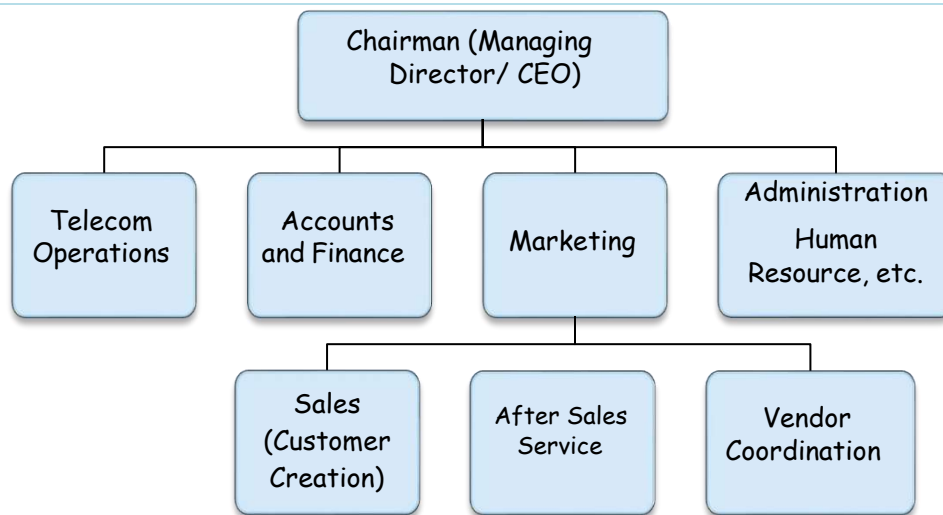 Chairman (Managing
Director/ CEO)
Telecom
Operations
Accounts
and Finance
Marketing
Administration
Human
Resource, etc.
Sales
(Customer
Creation)
After Sales
Service
Vendor
Coordination